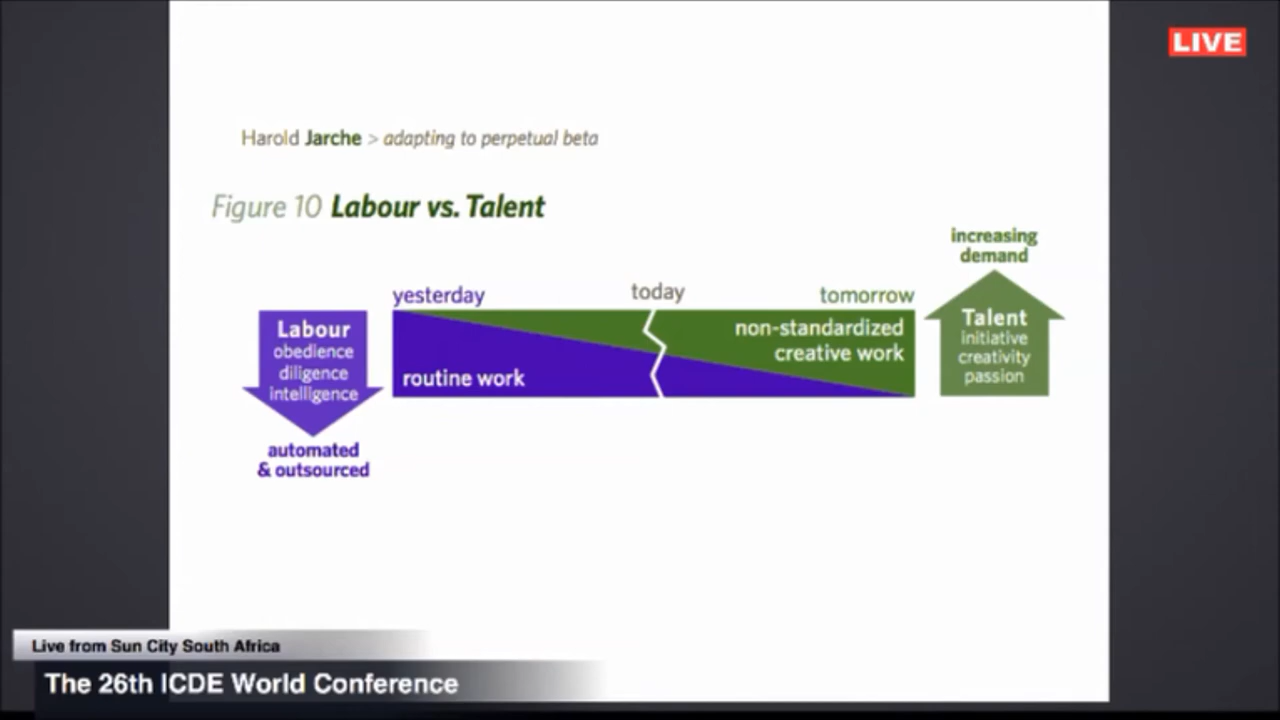 LIVE
Harold Jarche > adapting to perpetual beta
Figure 10 Labour vs. Talent
increasing
demand
yesterday
today
tomorrow
Labour
obedience
diligence
intelligence
automated
& outsourced
routine work
non-standardized
creative work
Talent
initiative
creativity
passion
Live from Sun City South Africa
The 26th ICDE World Conference